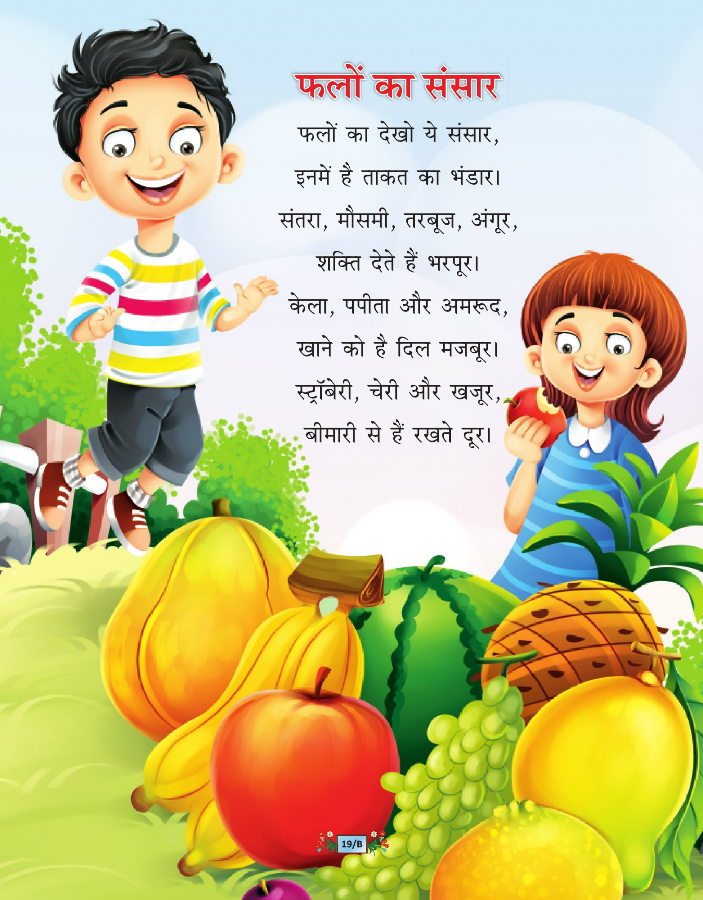 फलों का संसार
फलों का देखो ये संसार,
इनमें है ताकत का भंडार।
संतरा, मौसमी, तरबूज, अंगूर,
शक्ति देते हैं भरपूर।
केला, पपीता और अमरूद,
खाने को है दिल मजबूर।
स्ट्रॉबेरी, चेरी और खजूर,
बीमारी से हैं रखते दूर।
19/B